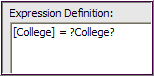 Expression Definition:
[College] = ?College?